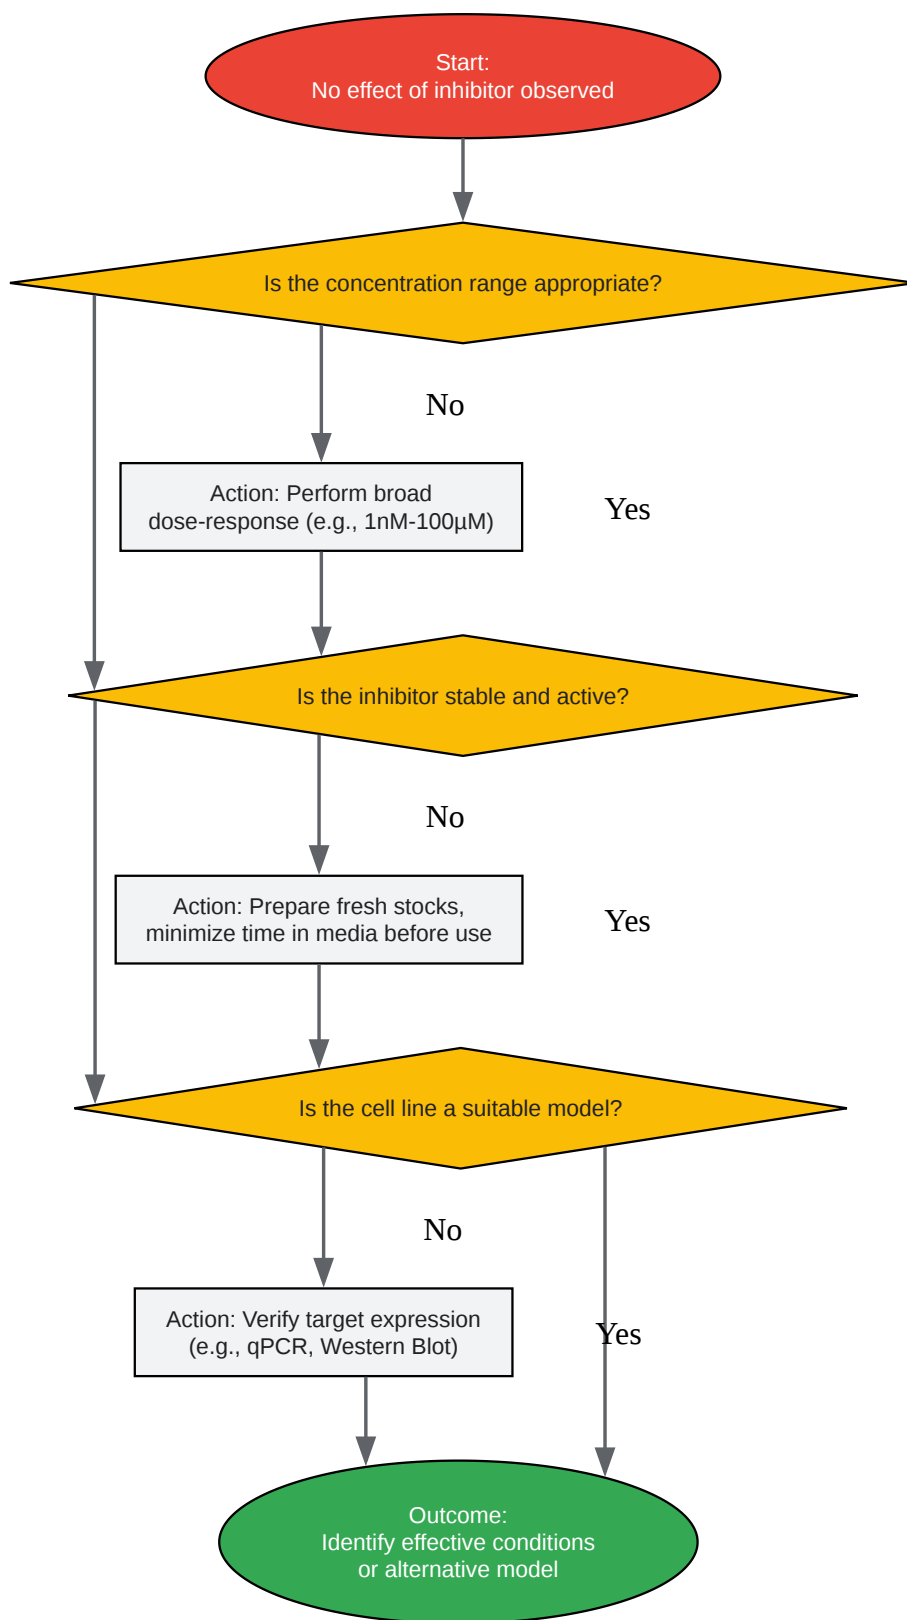 Start:
No effect of inhibitor observed
Is the concentration range appropriate?
No
Action: Perform broad
dose-response (e.g., 1nM-100µM)
Yes
Is the inhibitor stable and active?
No
Action: Prepare fresh stocks,
minimize time in media before use
Yes
Is the cell line a suitable model?
No
Action: Verify target expression
(e.g., qPCR, Western Blot)
Yes
Outcome:
Identify effective conditions
or alternative model